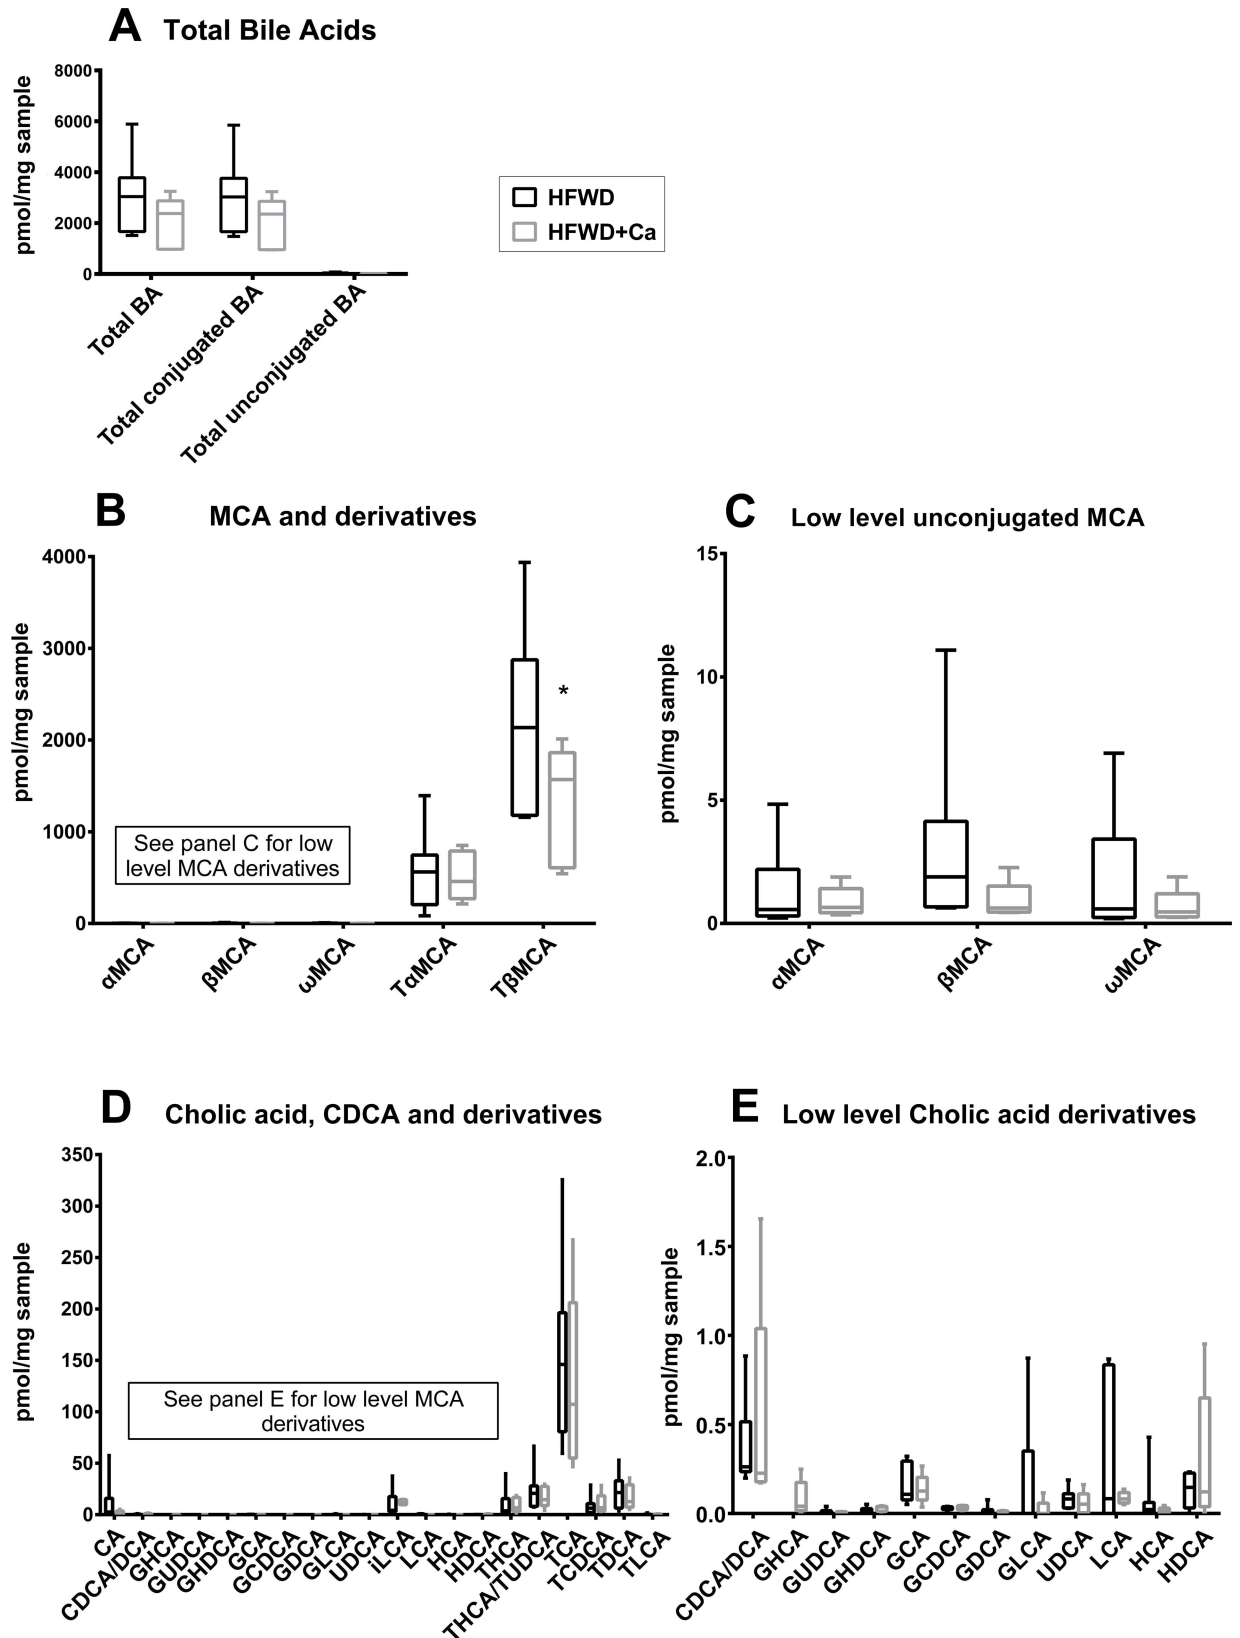 A Total Bile Acids
pmol/mg sample
8000
6000
4000
2000
0
Total BA
Total conjugated BA
Total unconjugated BA
HFWD
HFWD+Ca
B MCA and derivatives
pmol/mg sample
4000
3000
2000
1000
0
*
See panel C for low
level MCA derivatives
αMCA
βMCA
ωMCA
TαMCA
TβMCA
C Low level unconjugated MCA
pmol/mg sample
15
10
5
0
αMCA
βMCA
ωMCA
D Cholic acid, CDCA and derivatives
pmol/mg sample
350
300
250
200
150
100
50
0
See panel E for low level MCA
derivatives
CA
CDCA/DCA
GHCA
GUDCA
GHDCA
GCA
GCDCA
GDCA
GLCA
UDCA
iLCA
LCA
HCA
HDCA
THCA
THCA/TUDCA
TCA
TCDCA
TDCA
TLCA
E Low level Cholic acid derivatives
pmol/mg sample
2.0
1.5
1.0
0.5
0.0
CDCA/DCA
GHCA
GUDCA
GHDCA
GCA
GCDCA
GDCA
GLCA
UDCA
LCA
HCA
HDCA